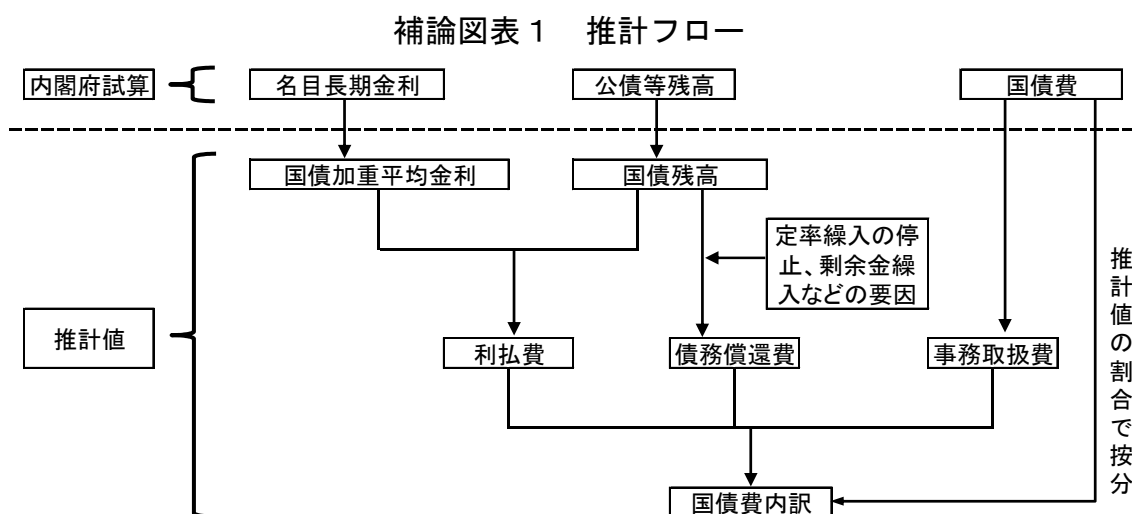 補論図表1 推計フロー
内閣府試算
名目長期金利
公債等残高
国債費
国債加重平均金利
国債残高
定率繰入の停
止、剰余金繰
入などの要因
推計値の割合で按分
推計値
利払費
債務償還費
事務取扱費
国債費内訳